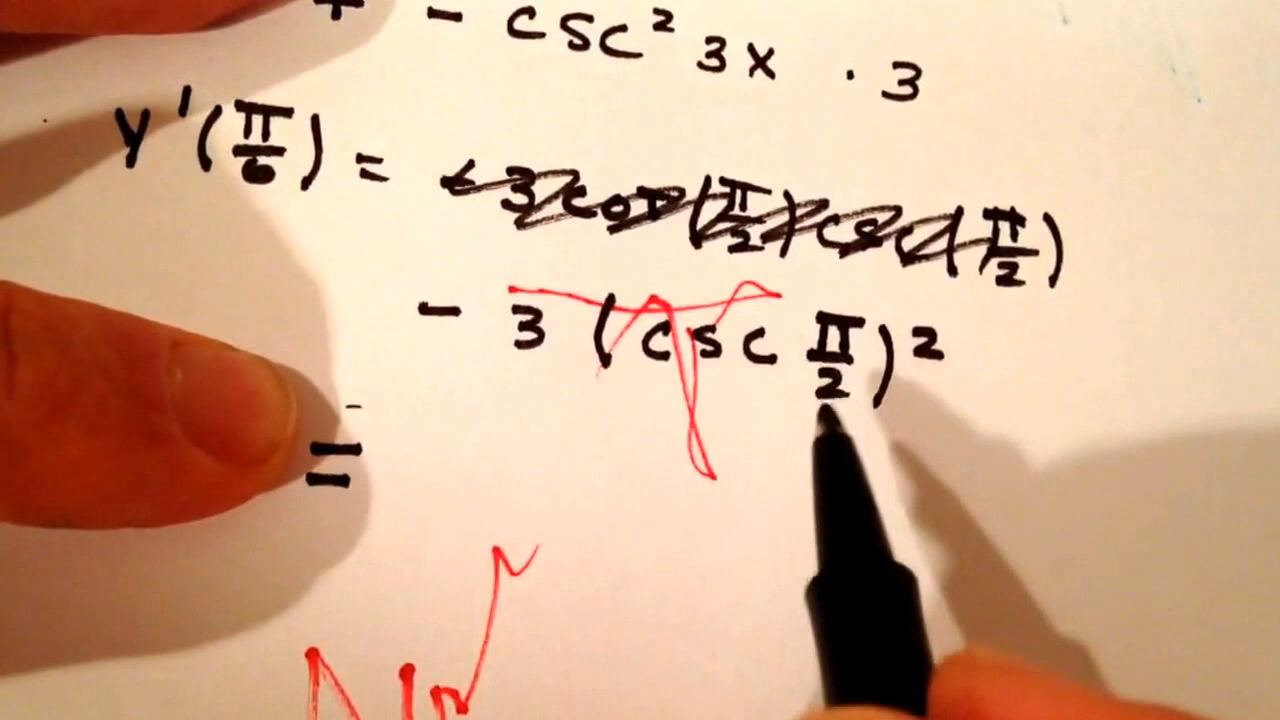 + - csc² 3x · 3
y'(π/6) =
- 3 (csc π/2)²
=